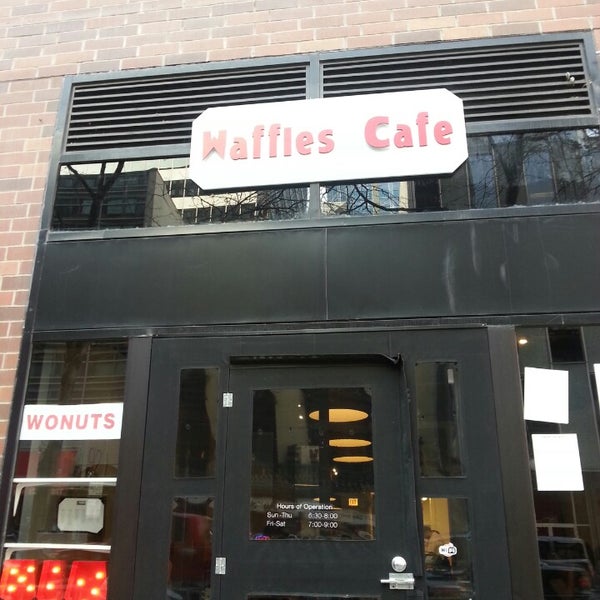 Waffles Cafe
WONUTS
Hours of Operation
Sun-Thu 6:30-8:00
Fri-Sat 7:00-9:00